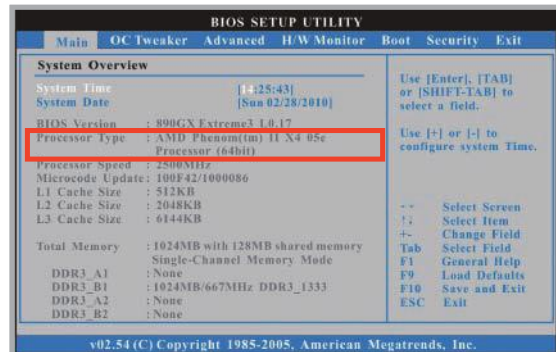 BIOS SETUP UTILITY
Main OC Tweaker Advanced H/W Monitor Boot Security Exit
System Overview
System Time [14:25:43]
System Date [Sun 02/28/2010]
BIOS Version : 890GX Extreme3 L0.17
Processor Type : AMD Phenom(tm) II X4 05e
Processor (64bit)
Processor Speed : 2500MHz
Microcode Update : 100F42/1000086
L1 Cache Size : 512KB
L2 Cache Size : 2048KB
L3 Cache Size : 6144KB
Total Memory : 1024MB with 128MB shared memory
Single-Channel Memory Mode
DDR3_A1 : None
DDR3_B1 : 1024MB/667MHz DDR3_1333
DDR3_A2 : None
DDR3_B2 : None
Use [Enter], [TAB]
or [SHIFT-TAB] to
select a field.
Use [+] or [-] to
configure system Time.
Select Screen
Select Item
+- Change Field
Tab Select Field
F1 General Help
F9 Load Defaults
F10 Save and Exit
ESC Exit
v02.54 (C) Copyright 1985-2005, American Megatrends, Inc.